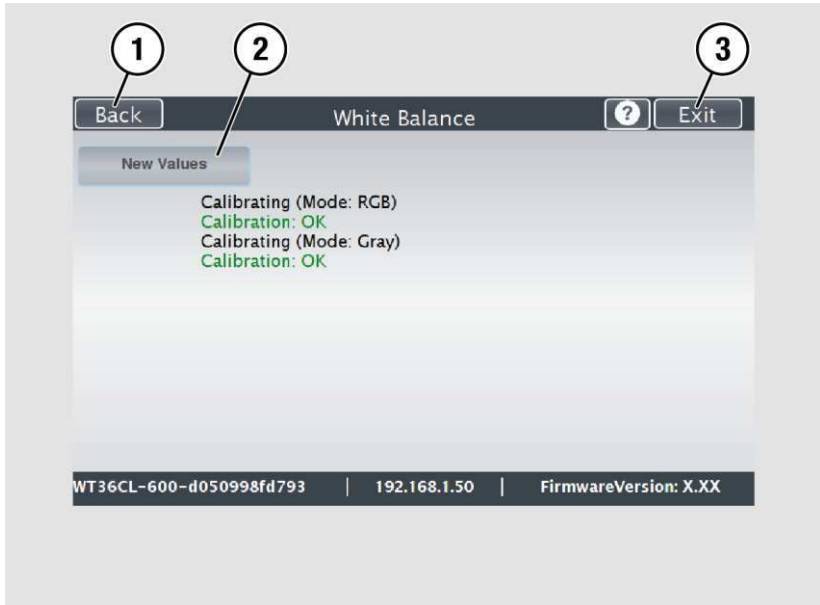 1 2 3
Back White Balance ? Exit
New Values
Calibrating (Mode: RGB)
Calibration: OK
Calibrating (Mode: Gray)
Calibration: OK
WT36CL-600-d050998fd793 | 192.168.1.50 | FirmwareVersion: X.XX